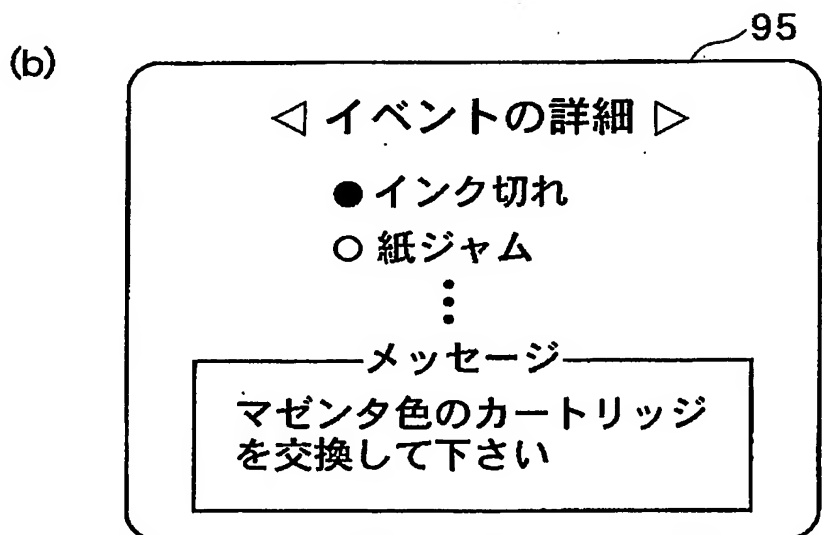 95
(b)
◁ イベントの詳細 ▷
● インク切れ
○ 紙ジャム
メッセージ
マゼンタ色のカートリッジ
を交換して下さい